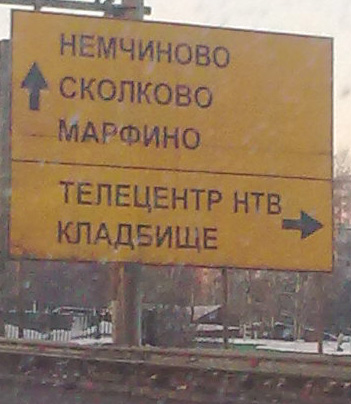 НЕМЧИНОВО
СКОЛКОВО
МАРФИНО
ТЕЛЕЦЕНТР НТВ
КЛАДБИЩЕ